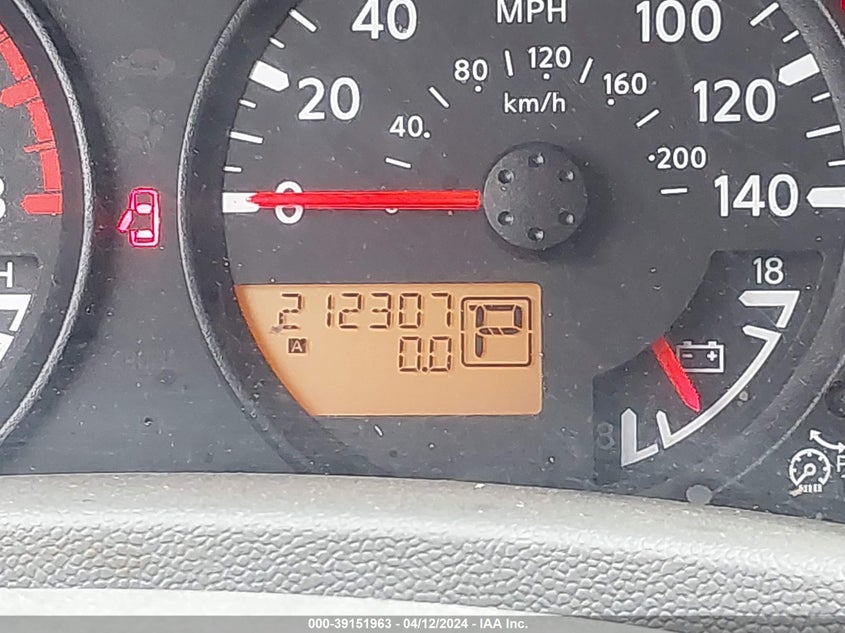 40 MPH 100
80 120 160
20 km/h 120
40. 200
0 140
H 18
212307 P
A 0.0
8
000-39151963 - 04/12/2024 - IAA Inc.